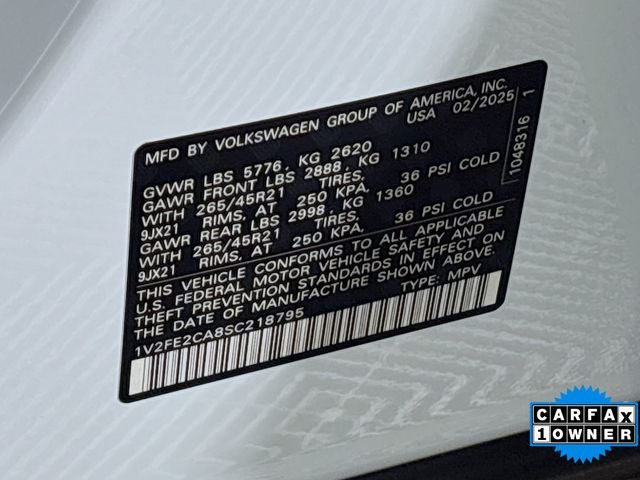 MFD BY VOLKSWAGEN GROUP OF AMERICA, INC.
USA 02/2025
GVWR LBS 5776, KG 2620
GAWR FRONT LBS 2888, KG 1310
WITH 265/45R21 TIRES, 36 PSI COLD
9JX21 RIMS, AT 250 KPA,
GAWR REAR LBS 2998, KG 1360
WITH 265/45R21 TIRES, 36 PSI COLD
9JX21 RIMS, AT 250 KPA,
THIS VEHICLE CONFORMS TO ALL APPLICABLE
U.S. FEDERAL MOTOR VEHICLE SAFETY AND
THEFT PREVENTION STANDARDS IN EFFECT ON
THE DATE OF MANUFACTURE SHOWN ABOVE.
1V2FE2CA8SC218795 TYPE: MPV
1048316 1
CARFAX
1 OWNER